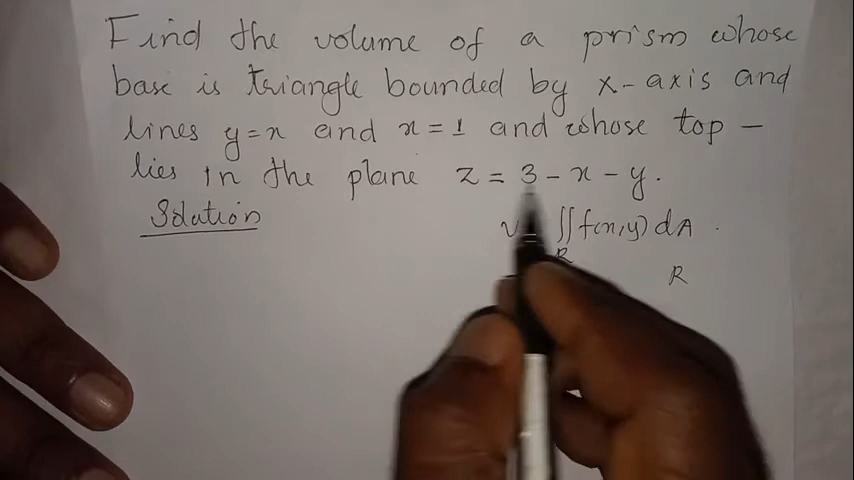 Find the volume of a prism whose
base is triangle bounded by x-axis and
lines y=x and x=1 and whose top -
lies in the plane z = 3 - x - y.
Solution
V ∬ f(x,y) dA .
R
R